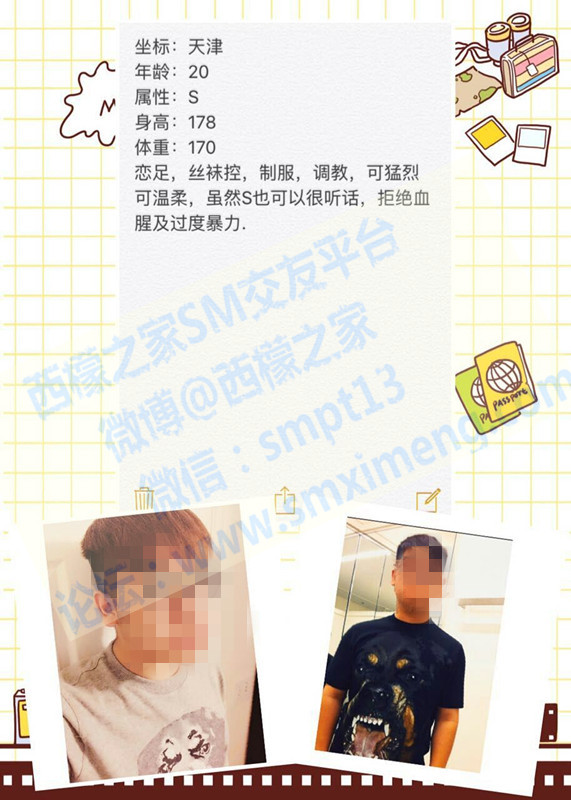 坐标：天津
年龄：20
属性：S
身高：178
体重：170
恋足，丝袜控，制服，调教，可猛烈
可温柔，虽然S也可以很听话，拒绝血
腥及过度暴力.
西檬之家SM交友平台
微博@西檬之家
微信：smpt13
论坛：www.smximeng.com
PASSPORT